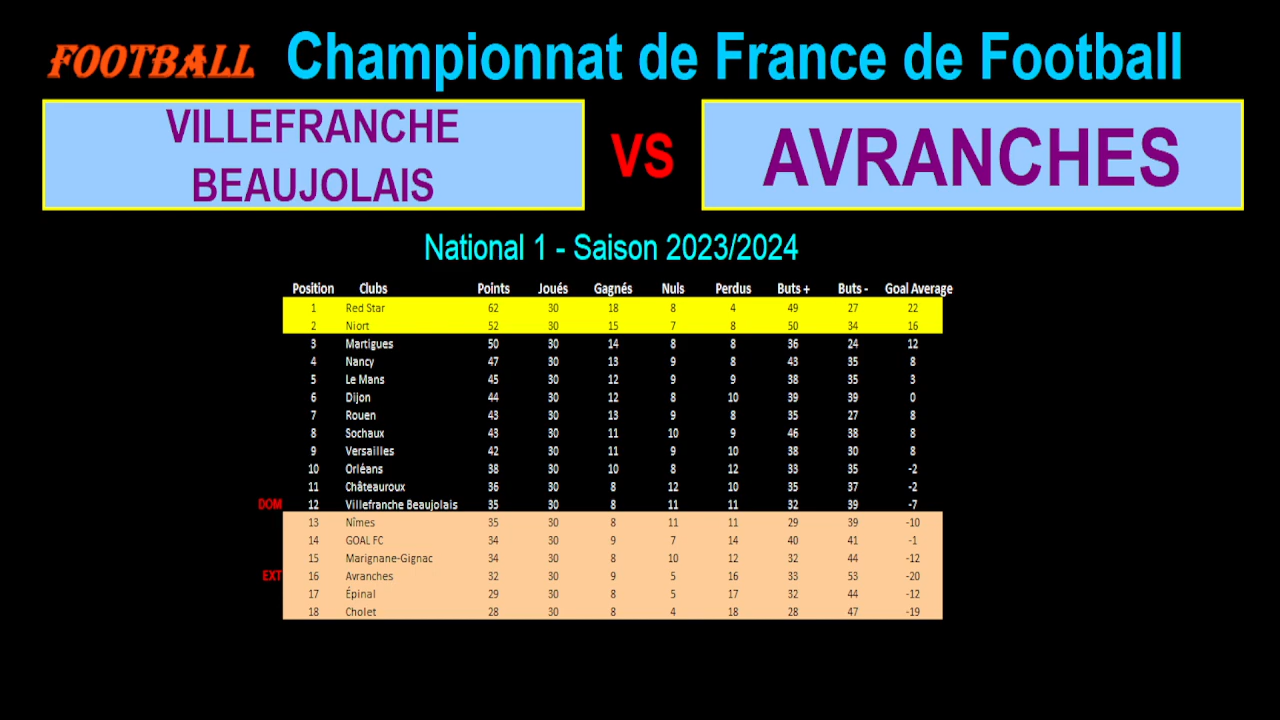 FOOTBALL Championnat de France de Football
VILLEFRANCHE
BEAUJOLAIS
VS
AVRANCHES
National 1 - Saison 2023/2024
Position Clubs Points Joués Gagnés Nuls Perdus Buts + Buts - Goal Average
1 Red Star 62 30 18 8 4 49 27 22
2 Niort 52 30 15 7 8 50 34 16
3 Martigues 50 30 14 8 8 36 24 12
4 Nancy 47 30 13 9 8 43 35 8
5 Le Mans 45 30 12 9 9 38 35 3
6 Dijon 44 30 12 8 10 39 39 0
7 Rouen 43 30 13 9 8 35 27 8
8 Sochaux 43 30 11 10 9 46 38 8
9 Versailles 42 30 11 9 10 38 30 8
10 Orléans 38 30 10 8 12 33 35 -2
11 Châteauroux 36 30 8 12 10 35 37 -2
DOM 12 Villefranche Beaujolais 35 30 8 11 11 32 39 -7
13 Nîmes 35 30 8 11 11 29 39 -10
14 GOAL FC 34 30 9 7 14 40 41 -1
15 Marignane-Gignac 34 30 8 10 12 32 44 -12
EXT 16 Avranches 32 30 9 5 16 33 53 -20
17 Épinal 29 30 8 5 17 32 44 -12
18 Cholet 28 30 8 4 18 28 47 -19